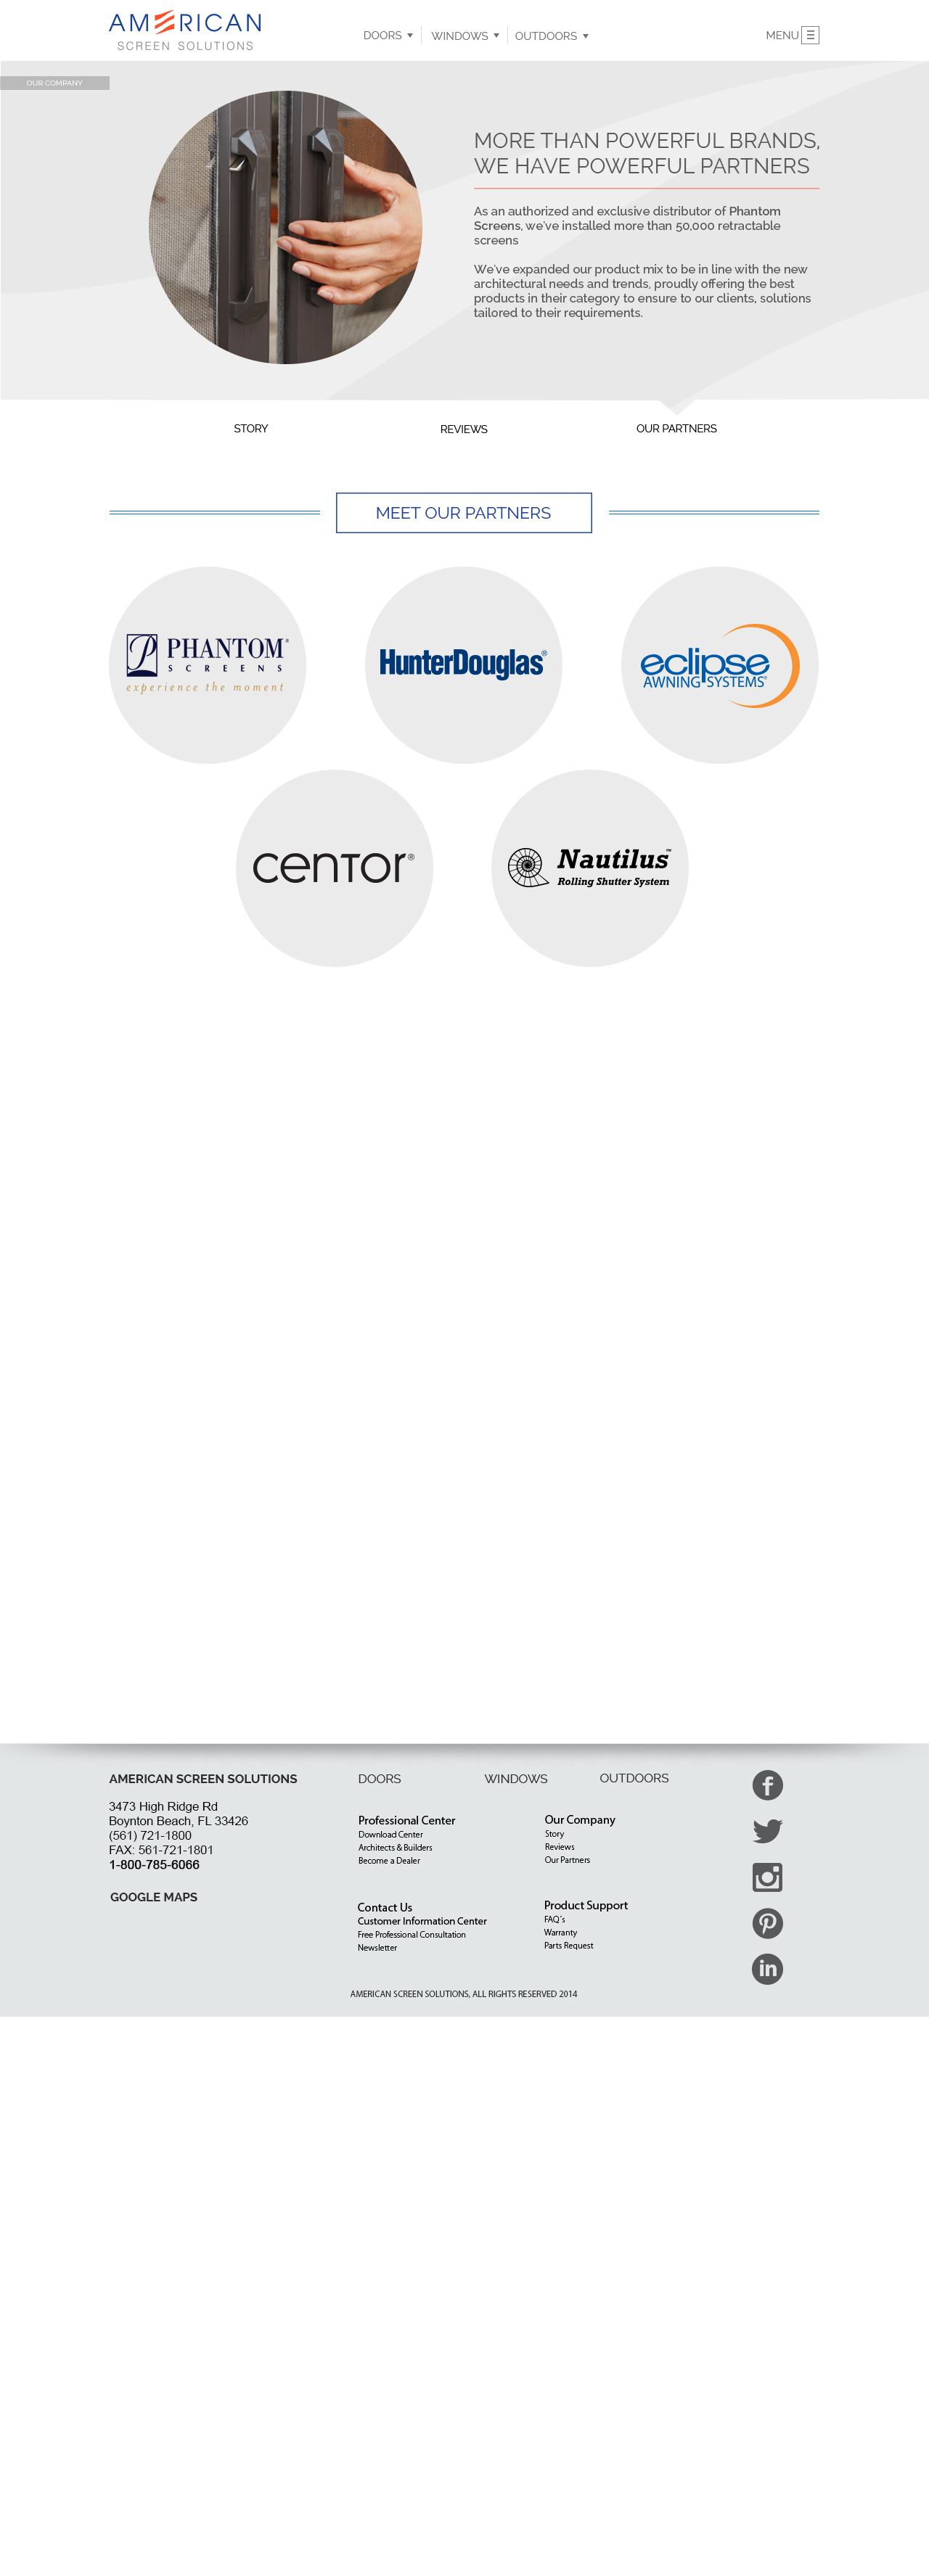 AMERICAN
SCREEN SOLUTIONS
DOORS
WINDOWS
OUTDOORS
MENU
OUR COMPANY
MORE THAN POWERFUL BRANDS,
WE HAVE POWERFUL PARTNERS
As an authorized and exclusive distributor of Phantom
Screens, we've installed more than 50,000 retractable
screens
We've expanded our product mix to be in line with the new
architectural needs and trends, proudly offering the best
products in their category to ensure to our clients, solutions
tailored to their requirements.
STORY
REVIEWS
OUR PARTNERS
MEET OUR PARTNERS
PHANTOM®
SCREENS
experience the moment
HunterDouglas®
eclipse
AWNING SYSTEMS®
centor®
Nautilus™
Rolling Shutter System
AMERICAN SCREEN SOLUTIONS
3473 High Ridge Rd
Boynton Beach, FL 33426
(561) 721-1800
FAX: 561-721-1801
1-800-785-6066
GOOGLE MAPS
DOORS
WINDOWS
OUTDOORS
Professional Center
Download Center
Architects & Builders
Become a Dealer
Our Company
Story
Reviews
Our Partners
Contact Us
Customer Information Center
Free Professional Consultation
Newsletter
Product Support
FAQ's
Warranty
Parts Request
AMERICAN SCREEN SOLUTIONS, ALL RIGHTS RESERVED 2014